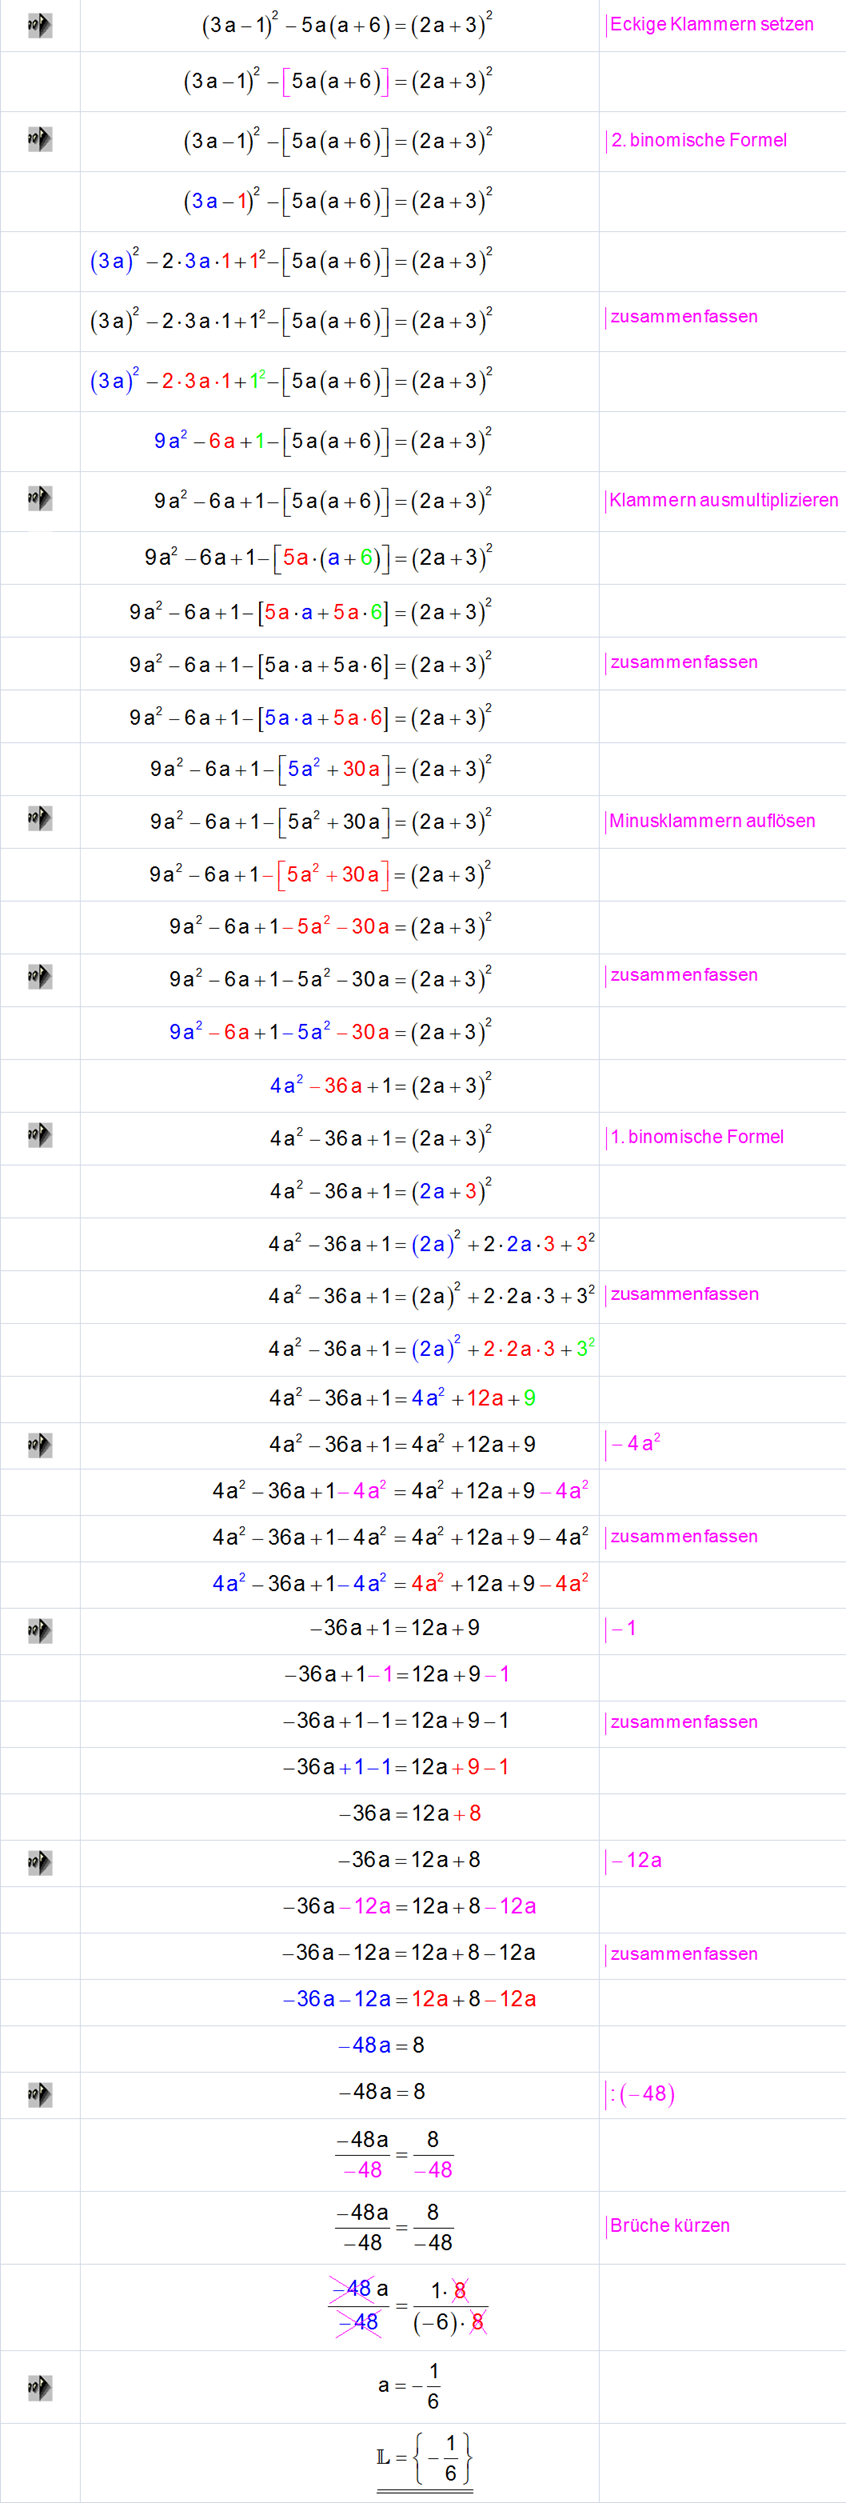 (3a − 1)² − 5a(a + 6) = (2a + 3)² |Eckige Klammern setzen
(3a − 1)² − [5a(a + 6)] = (2a + 3)²
(3a − 1)² − [5a(a + 6)] = (2a + 3)² |2. binomische Formel
(3a − 1)² − [5a(a + 6)] = (2a + 3)²
(3a)² − 2 · 3a · 1 + 1² − [5a(a + 6)] = (2a + 3)²
(3a)² − 2 · 3a · 1 + 1² − [5a(a + 6)] = (2a + 3)² |zusammenfassen
(3a)² − 2 · 3a · 1 + 1² − [5a(a + 6)] = (2a + 3)²
9a² − 6a + 1 − [5a(a + 6)] = (2a + 3)²
9a² − 6a + 1 − [5a(a + 6)] = (2a + 3)² |Klammern ausmultiplizieren
9a² − 6a + 1 − [5a · (a + 6)] = (2a + 3)²
9a² − 6a + 1 − [5a · a + 5a · 6] = (2a + 3)²
9a² − 6a + 1 − [5a · a + 5a · 6] = (2a + 3)² |zusammenfassen
9a² − 6a + 1 − [5a · a + 5a · 6] = (2a + 3)²
9a² − 6a + 1 − [5a² + 30a] = (2a + 3)²
9a² − 6a + 1 − [5a² + 30a] = (2a + 3)² |Minusklammern auflösen
9a² − 6a + 1 − [5a² + 30a] = (2a + 3)²
9a² − 6a + 1 − 5a² − 30a = (2a + 3)²
9a² − 6a + 1 − 5a² − 30a = (2a + 3)² |zusammenfassen
9a² − 6a + 1 − 5a² − 30a = (2a + 3)²
4a² − 36a + 1 = (2a + 3)²
4a² − 36a + 1 = (2a + 3)² |1. binomische Formel
4a² − 36a + 1 = (2a + 3)²
4a² − 36a + 1 = (2a)² + 2 · 2a · 3 + 3²
4a² − 36a + 1 = (2a)² + 2 · 2a · 3 + 3² |zusammenfassen
4a² − 36a + 1 = (2a)² + 2 · 2a · 3 + 3²
4a² − 36a + 1 = 4a² + 12a + 9
4a² − 36a + 1 = 4a² + 12a + 9 |− 4a²
4a² − 36a + 1 − 4a² = 4a² + 12a + 9 − 4a²
4a² − 36a + 1 − 4a² = 4a² + 12a + 9 − 4a² |zusammenfassen
4a² − 36a + 1 − 4a² = 4a² + 12a + 9 − 4a²
−36a + 1 = 12a + 9 |− 1
−36a + 1 − 1 = 12a + 9 − 1
−36a + 1 − 1 = 12a + 9 − 1 |zusammenfassen
−36a + 1 − 1 = 12a + 9 − 1
−36a = 12a + 8
−36a = 12a + 8 |− 12a
−36a − 12a = 12a + 8 − 12a
−36a − 12a = 12a + 8 − 12a |zusammenfassen
−36a − 12a = 12a + 8 − 12a
−48a = 8
−48a = 8 |:(−48)
−48a/−48 = 8/−48
−48a/−48 = 8/−48 |Brüche kürzen
−48 a/−48 = 1 · 8/(−6) · 8
a = −1/6
𝕃 = {−1/6}